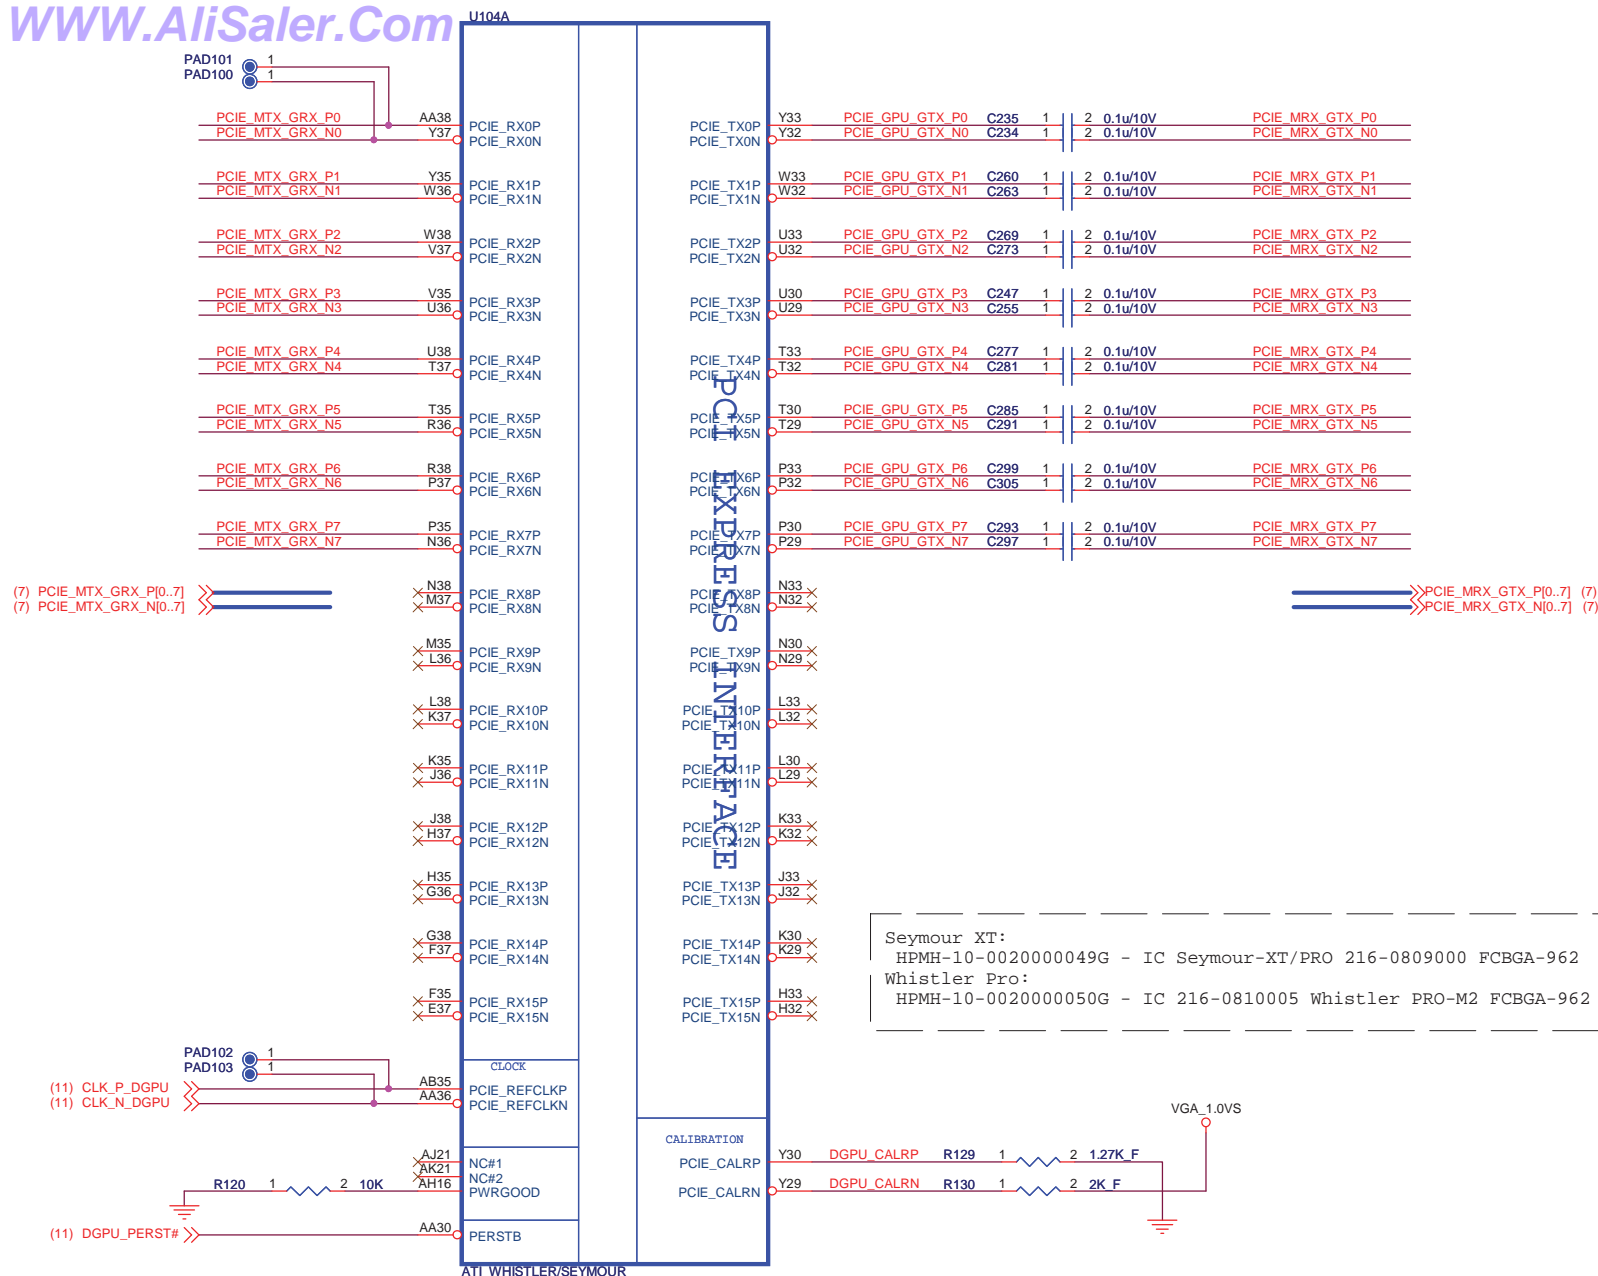 WWW.AliSaler.Com
U104A
PAD101 1
PAD100 1
PCIE_MTX_GRX_P0 AA38 PCIE_RX0P PCIE_TX0P Y33 PCIE_GPU_GTX_P0 C235 1 2 0.1u/10V PCIE_MRX_GTX_P0
PCIE_MTX_GRX_N0 Y37 PCIE_RX0N PCIE_TX0N Y32 PCIE_GPU_GTX_N0 C234 1 2 0.1u/10V PCIE_MRX_GTX_N0
PCIE_MTX_GRX_P1 Y35 PCIE_RX1P PCIE_TX1P W33 PCIE_GPU_GTX_P1 C260 1 2 0.1u/10V PCIE_MRX_GTX_P1
PCIE_MTX_GRX_N1 W36 PCIE_RX1N PCIE_TX1N W32 PCIE_GPU_GTX_N1 C263 1 2 0.1u/10V PCIE_MRX_GTX_N1
PCIE_MTX_GRX_P2 W38 PCIE_RX2P PCIE_TX2P U33 PCIE_GPU_GTX_P2 C269 1 2 0.1u/10V PCIE_MRX_GTX_P2
PCIE_MTX_GRX_N2 V37 PCIE_RX2N PCIE_TX2N U32 PCIE_GPU_GTX_N2 C273 1 2 0.1u/10V PCIE_MRX_GTX_N2
PCIE_MTX_GRX_P3 V35 PCIE_RX3P PCIE_TX3P U30 PCIE_GPU_GTX_P3 C247 1 2 0.1u/10V PCIE_MRX_GTX_P3
PCIE_MTX_GRX_N3 U36 PCIE_RX3N PCIE_TX3N U29 PCIE_GPU_GTX_N3 C255 1 2 0.1u/10V PCIE_MRX_GTX_N3
PCIE_MTX_GRX_P4 U38 PCIE_RX4P PCIE_TX4P T33 PCIE_GPU_GTX_P4 C277 1 2 0.1u/10V PCIE_MRX_GTX_P4
PCIE_MTX_GRX_N4 T37 PCIE_RX4N PCIE_TX4N T32 PCIE_GPU_GTX_N4 C281 1 2 0.1u/10V PCIE_MRX_GTX_N4
PCIE_MTX_GRX_P5 T35 PCIE_RX5P PCIE_TX5P T30 PCIE_GPU_GTX_P5 C285 1 2 0.1u/10V PCIE_MRX_GTX_P5
PCIE_MTX_GRX_N5 R36 PCIE_RX5N PCIE_TX5N T29 PCIE_GPU_GTX_N5 C291 1 2 0.1u/10V PCIE_MRX_GTX_N5
PCIE_MTX_GRX_P6 R38 PCIE_RX6P PCIE_TX6P P33 PCIE_GPU_GTX_P6 C299 1 2 0.1u/10V PCIE_MRX_GTX_P6
PCIE_MTX_GRX_N6 P37 PCIE_RX6N PCIE_TX6N P32 PCIE_GPU_GTX_N6 C305 1 2 0.1u/10V PCIE_MRX_GTX_N6
PCIE_MTX_GRX_P7 P35 PCIE_RX7P PCIE_TX7P P30 PCIE_GPU_GTX_P7 C293 1 2 0.1u/10V PCIE_MRX_GTX_P7
PCIE_MTX_GRX_N7 N36 PCIE_RX7N PCIE_TX7N P29 PCIE_GPU_GTX_N7 C297 1 2 0.1u/10V PCIE_MRX_GTX_N7
(7) PCIE_MTX_GRX_P[0..7] N38 PCIE_RX8P PCIE_TX8P N33 PCIE_MRX_GTX_P[0..7] (7)
(7) PCIE_MTX_GRX_N[0..7] M37 PCIE_RX8N PCIE_TX8N N32 PCIE_MRX_GTX_N[0..7] (7)
M35 PCIE_RX9P PCIE_TX9P N30
L36 PCIE_RX9N PCIE_TX9N N29
L38 PCIE_RX10P PCIE_TX10P L33
K37 PCIE_RX10N PCIE_TX10N L32
K35 PCIE_RX11P PCIE_TX11P L30
J36 PCIE_RX11N PCIE_TX11N L29
J38 PCIE_RX12P PCIE_TX12P K33
H37 PCIE_RX12N PCIE_TX12N K32
H35 PCIE_RX13P PCIE_TX13P J33
G36 PCIE_RX13N PCIE_TX13N J32
G38 PCIE_RX14P PCIE_TX14P K30
F37 PCIE_RX14N PCIE_TX14N K29
F35 PCIE_RX15P PCIE_TX15P H33
E37 PCIE_RX15N PCIE_TX15N H32
PCI EXPRESS INTERFACE
Seymour XT:
HPMH-10-0020000049G - IC Seymour-XT/PRO 216-0809000 FCBGA-962
Whistler Pro:
HPMH-10-0020000050G - IC 216-0810005 Whistler PRO-M2 FCBGA-962
PAD102 1
PAD103 1
CLOCK
(11) CLK_P_DGPU AB35 PCIE_REFCLKP
(11) CLK_N_DGPU AA36 PCIE_REFCLKN
VGA_1.0VS
CALIBRATION
AJ21 NC#1 PCIE_CALRP Y30 DGPU_CALRP R129 1 2 1.27K_F
AK21 NC#2
R120 1 2 10K AH16 PWRGOOD PCIE_CALRN Y29 DGPU_CALRN R130 1 2 2K_F
(11) DGPU_PERST# AA30 PERSTB
ATI WHISTLER/SEYMOUR